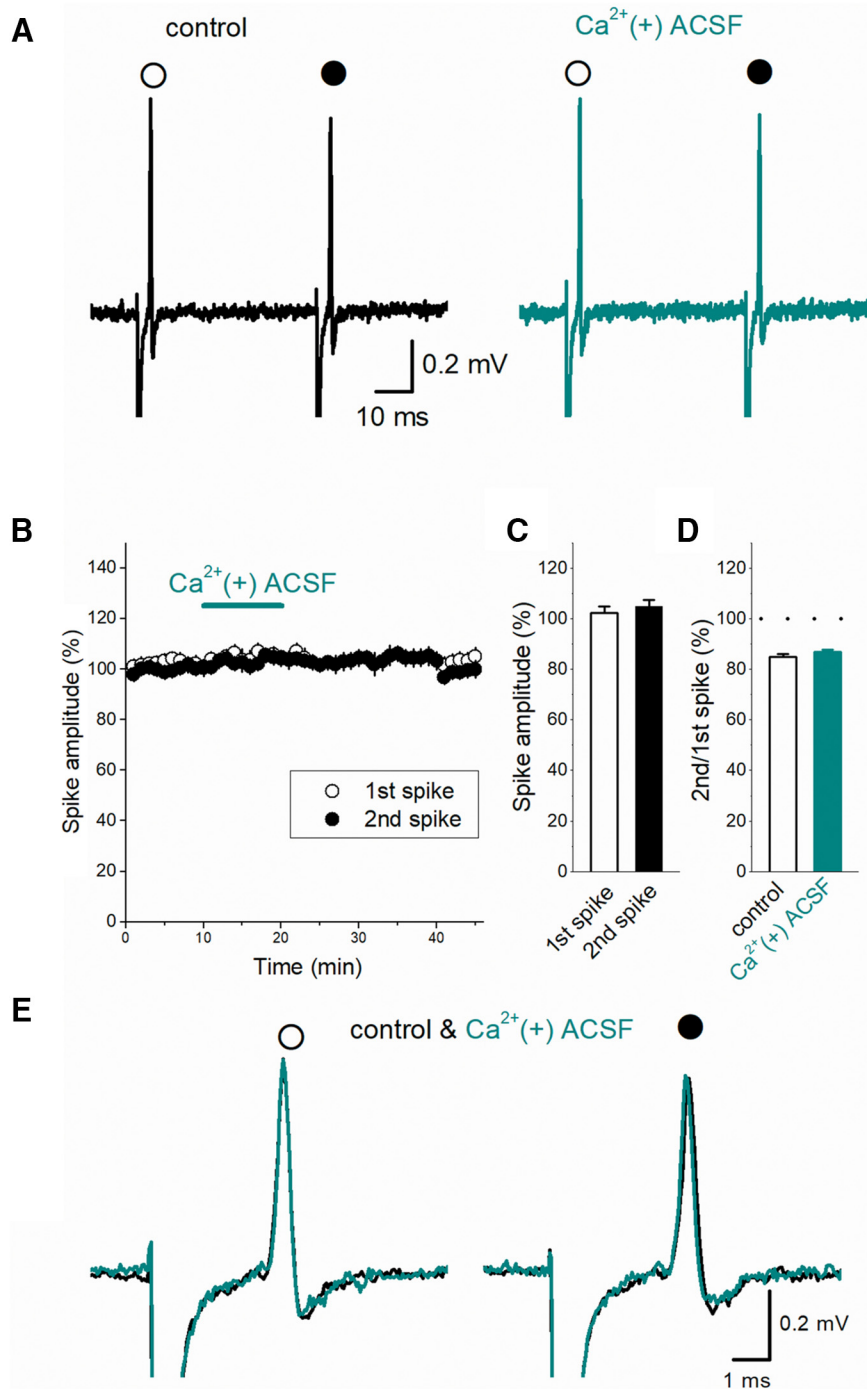 A
control
Ca²⁺(+) ACSF
0.2 mV
10 ms
B
Ca²⁺(+) ACSF
Spike amplitude (%)
140
120
100
80
60
40
20
0
1st spike
2nd spike
0 10 20 30 40
Time (min)
C
Spike amplitude (%)
120
100
80
60
40
20
0
1st spike
2nd spike
D
2nd/1st spike (%)
120
100
80
60
40
20
0
control
Ca²⁺(+) ACSF
E
control & Ca²⁺(+) ACSF
0.2 mV
1 ms